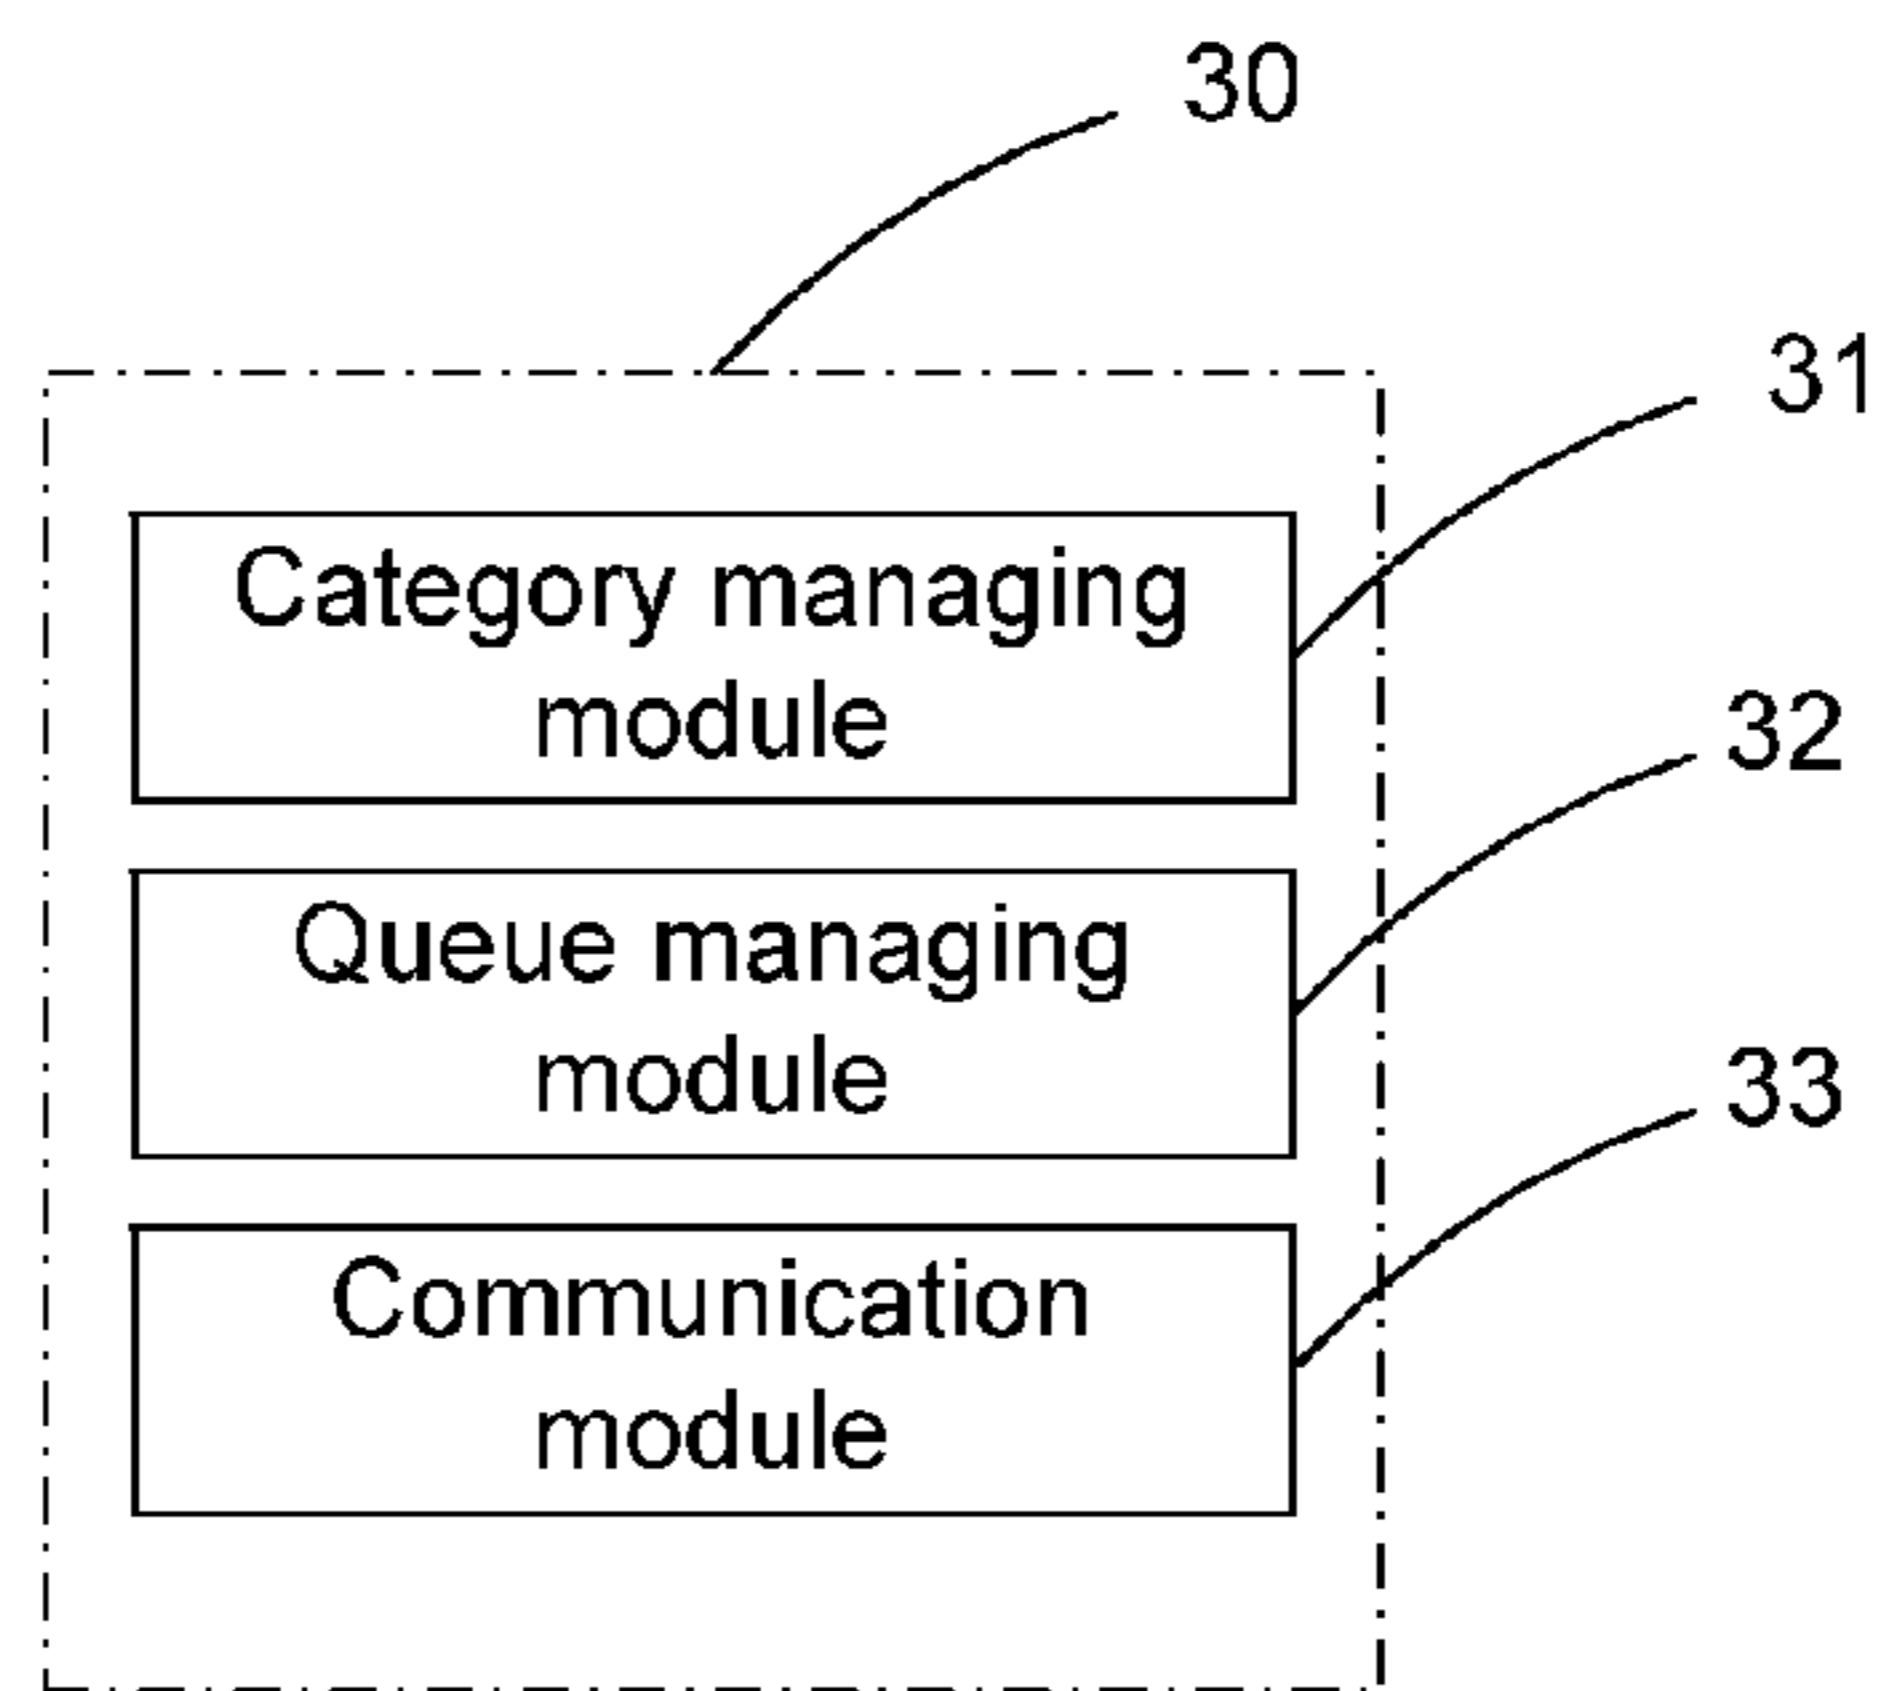 30
31
Category managing
module
32
Queue managing
module
33
Communication
module